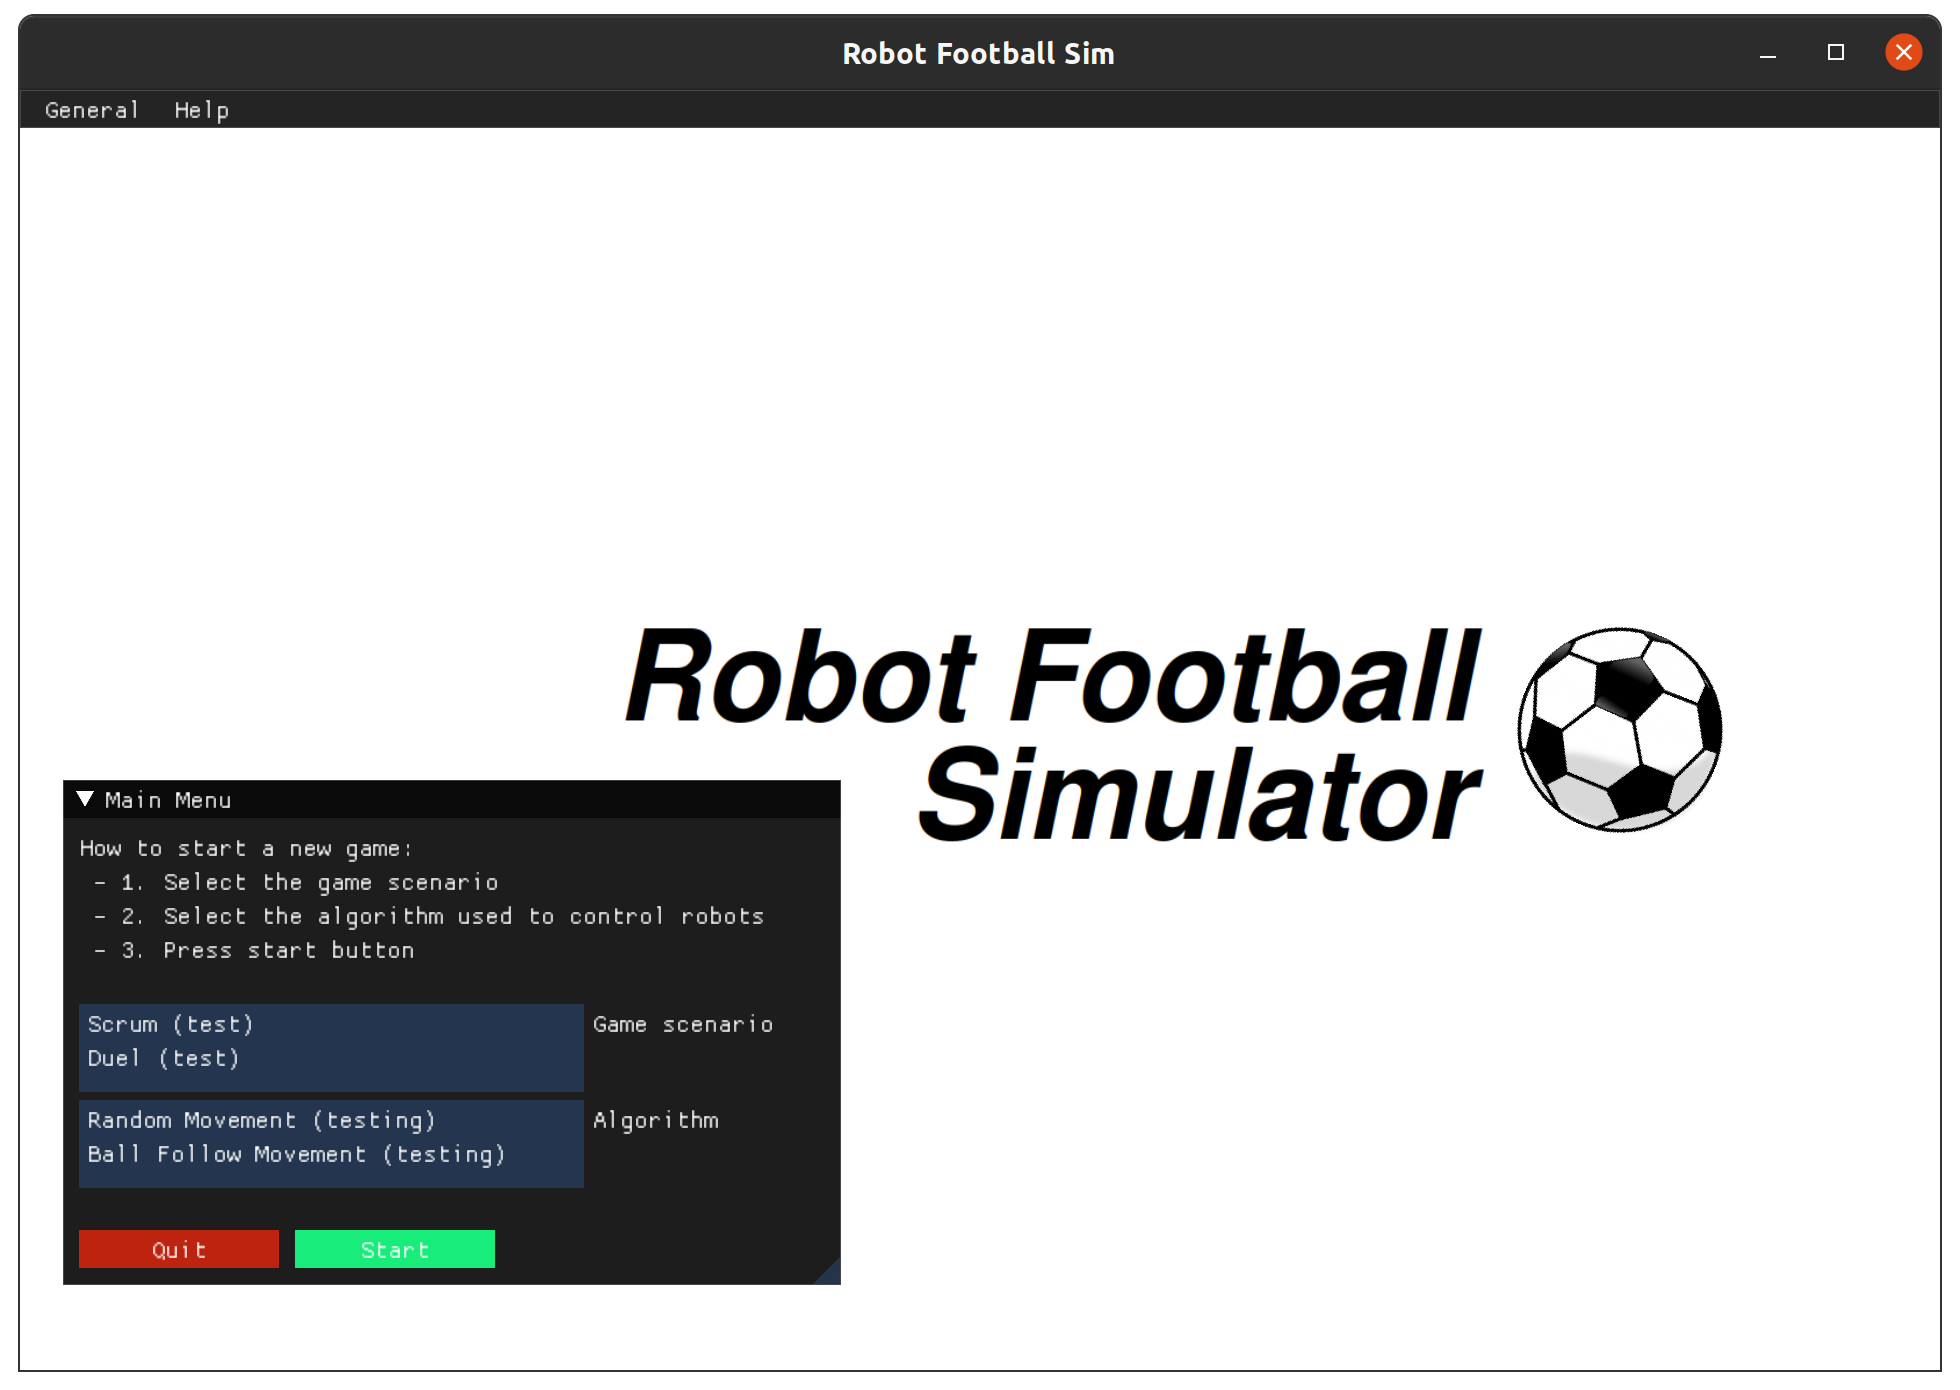 Robot Football Sim
General Help
Robot Football
Simulator
Main Menu
How to start a new game:
- 1. Select the game scenario
- 2. Select the algorithm used to control robots
- 3. Press start button
Scrum (test) Game scenario
Duel (test)
Random Movement (testing) Algorithm
Ball Follow Movement (testing)
Quit Start